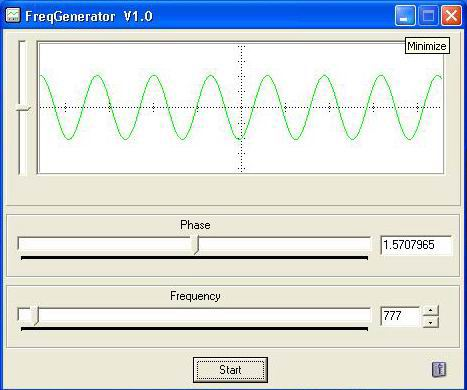 FreqGenerator V1.0
Minimize
Phase
1.5707965
Frequency
777
Start